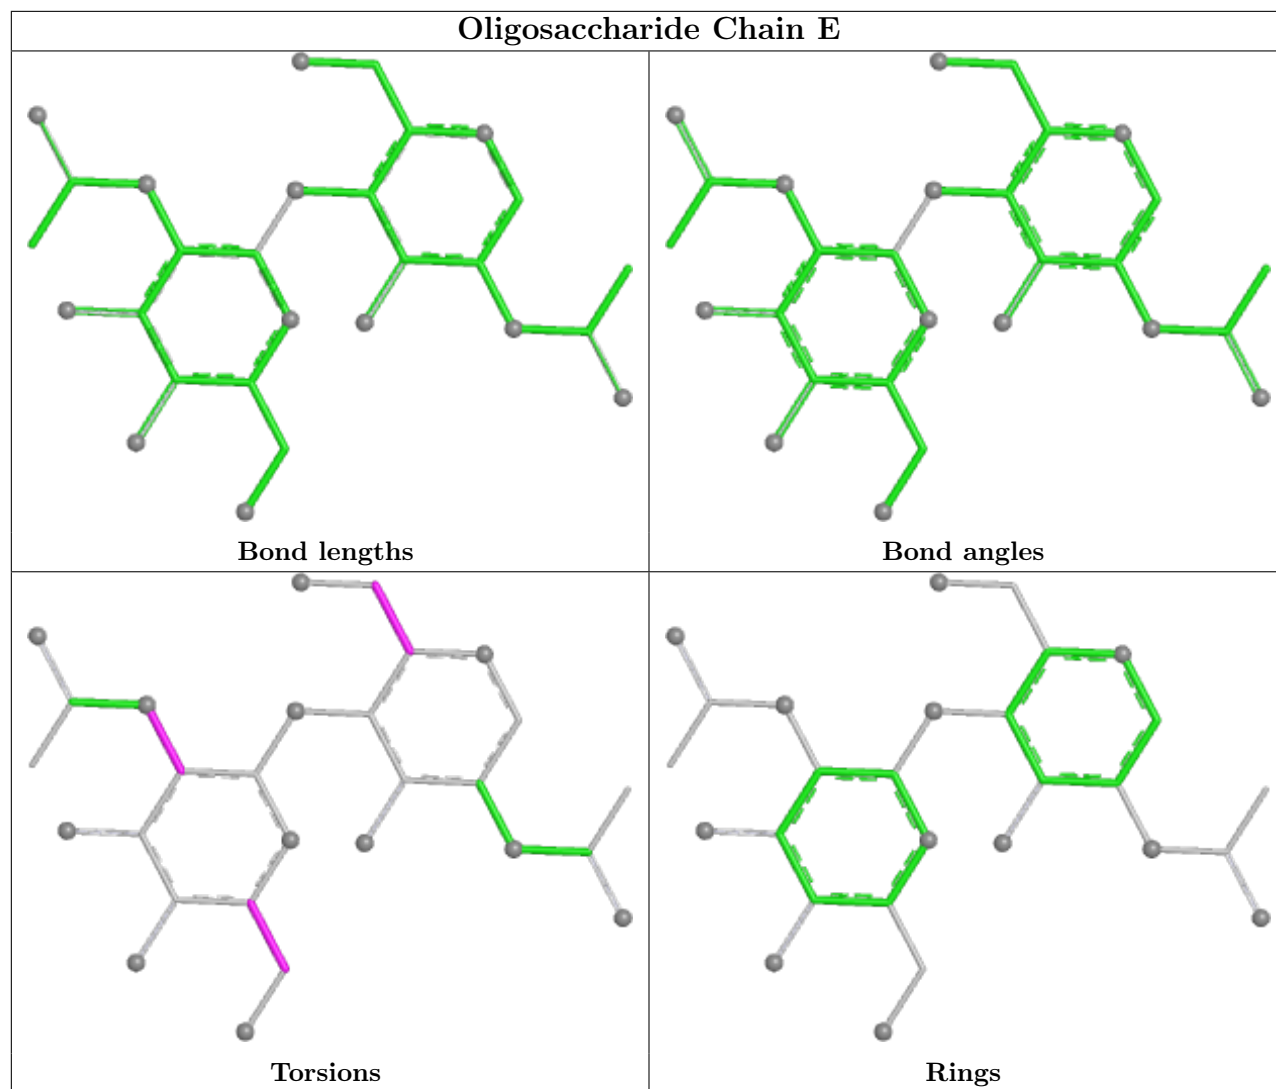 Oligosaccharide Chain E
Bond lengths
Bond angles
Torsions
Rings